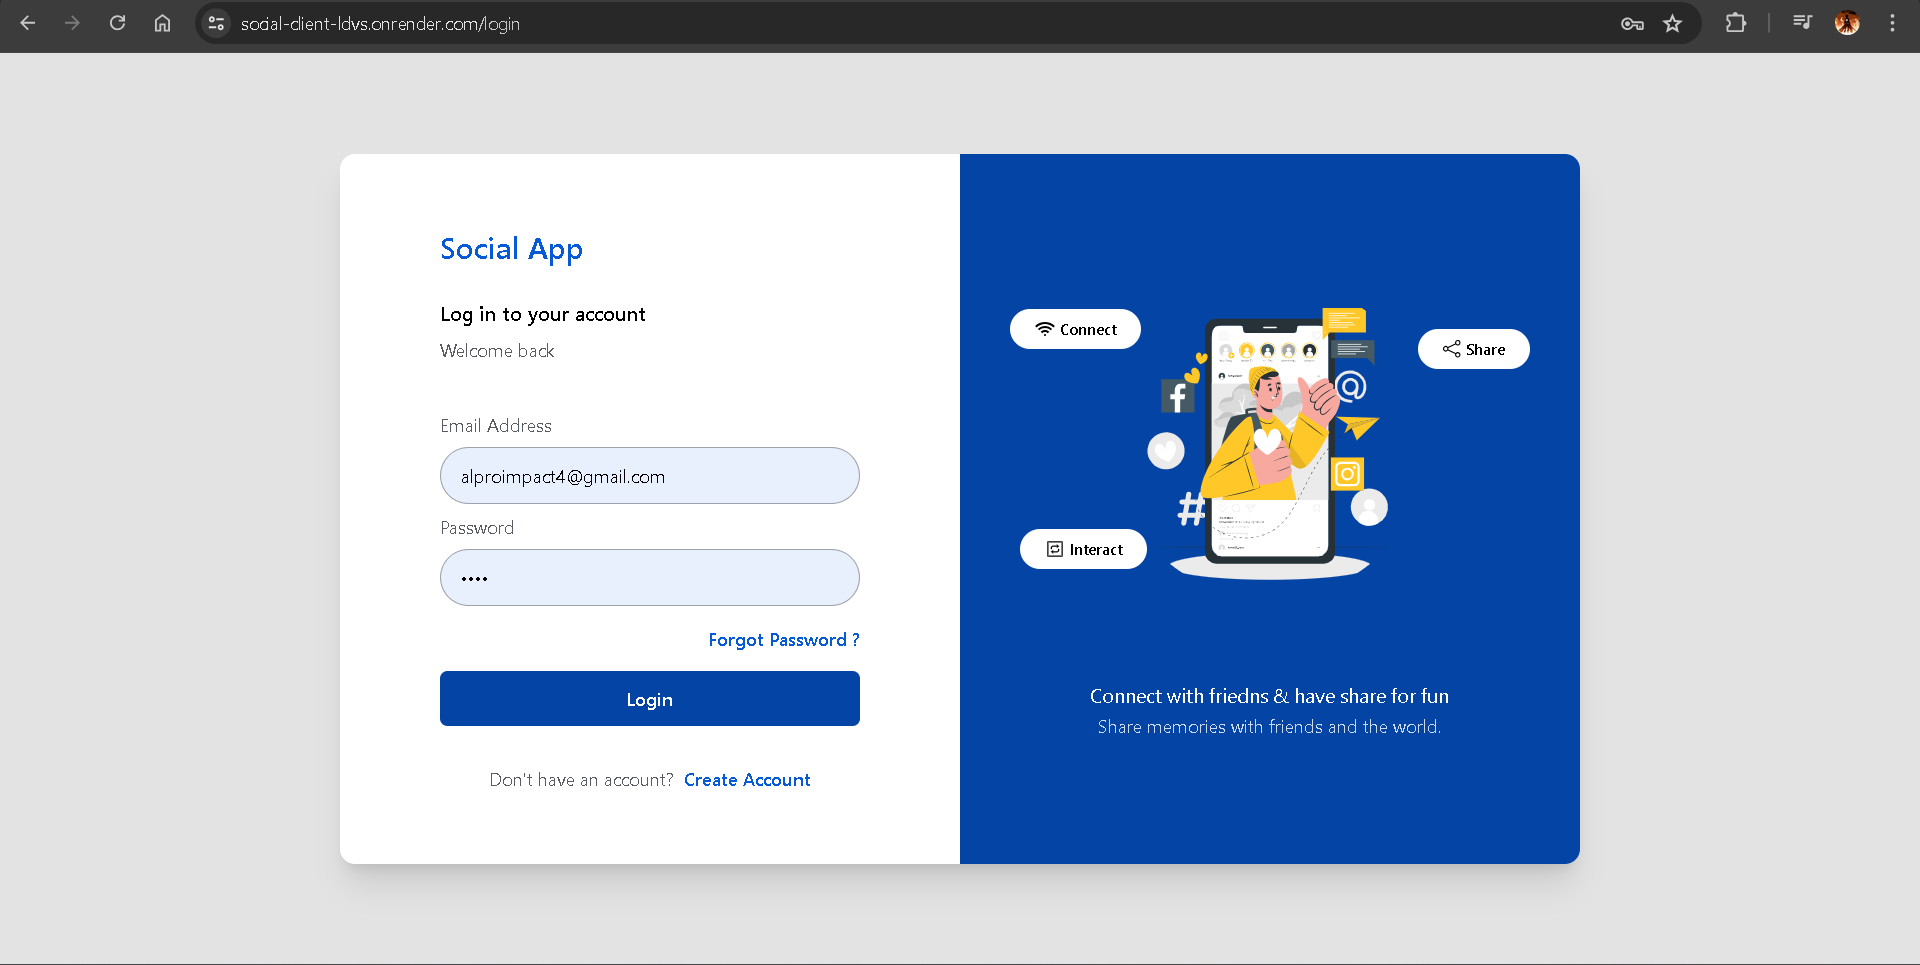 social-client-ldvs.onrender.com/login
Social App
Log in to your account
Welcome back
Email Address
alproimpact4@gmail.com
Password
••••
Forgot Password ?
Login
Don't have an account? Create Account
Connect
Share
Interact
Connect with friedns & have share for fun
Share memories with friends and the world.